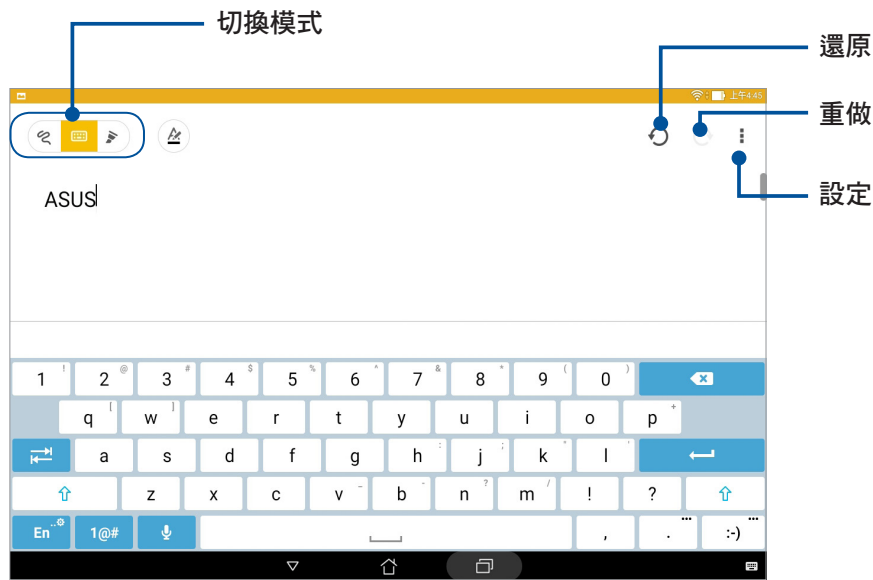 切換模式
還原
上午4:45
重做
設定
ASUS
1 ! 2 @ 3 # 4 $ 5 % 6 ^ 7 & 8 * 9 ( 0 )
q [ w ] e r t y u i o p +
a s d f g h : j ; k " l '
z x c v _ b - n ? m / ! ?
En 1@# , . ... :-) ...